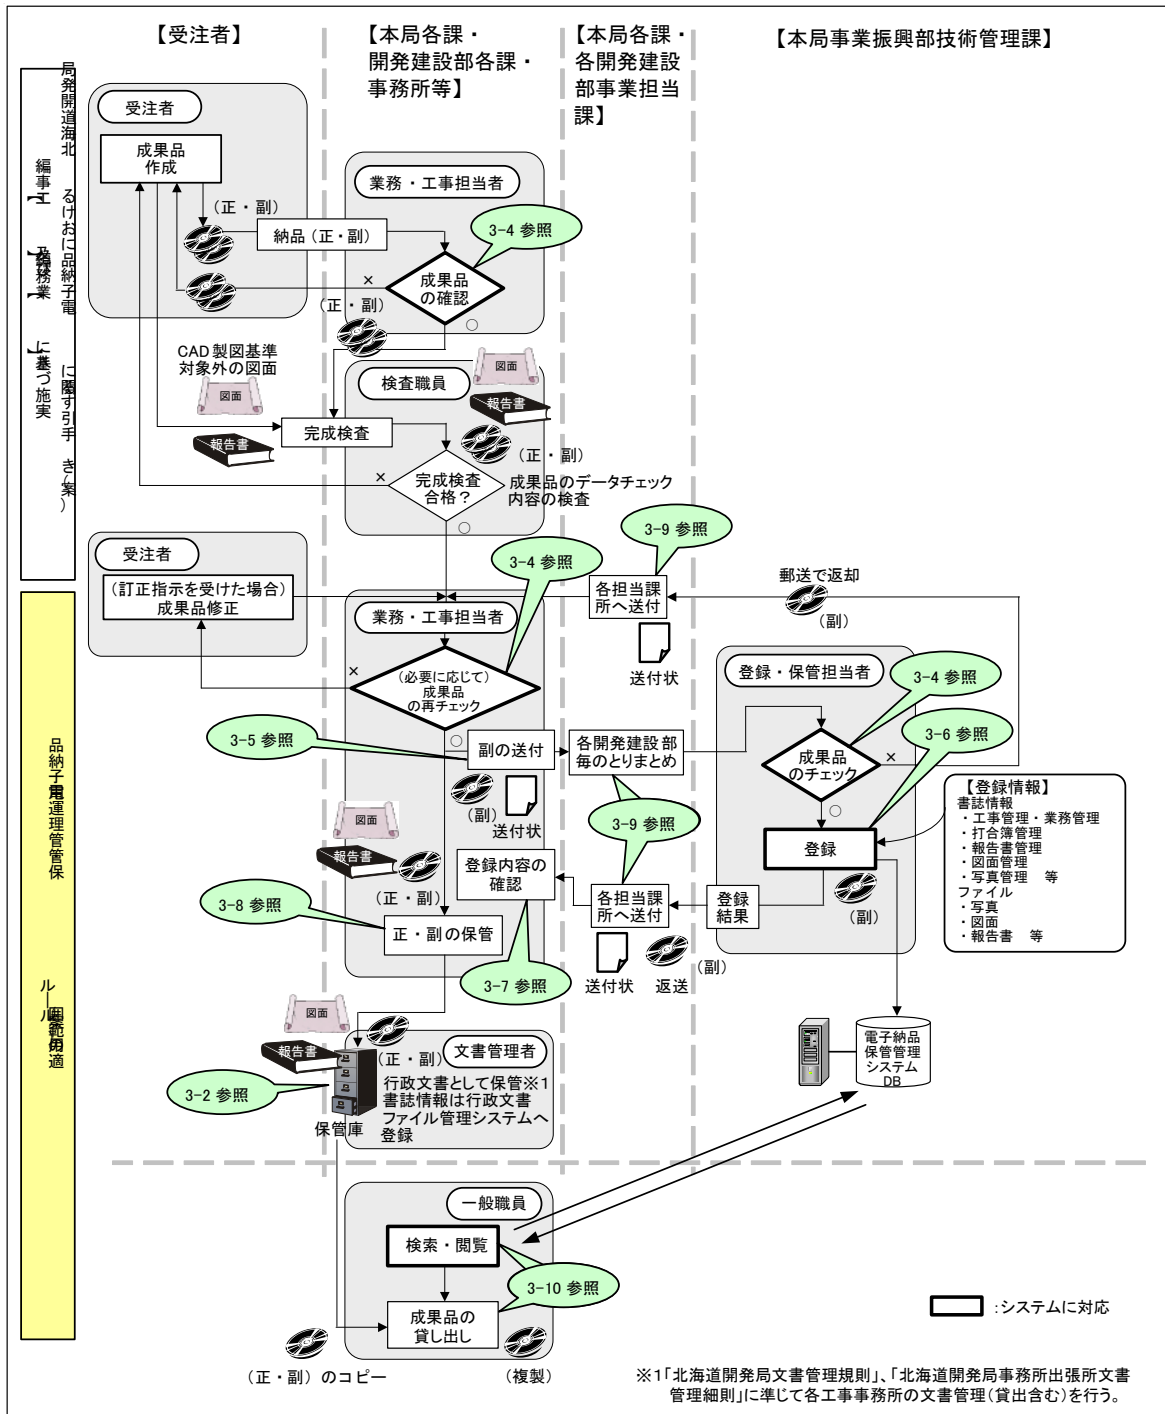 【受注者】
【本局各課・
開発建設部各課・
事務所等】
【本局各課・
各開発建設
部事業担当
課】
【本局事業振興部技術管理課】
受注者
成果品
作成
(正・副)
納品(正・副)
業務・工事担当者
3-4 参照
成果品
の確認
×
○
(正・副)
CAD製図基準
対象外の図面
図面
報告書
検査職員
図面
報告書
(正・副)
完成検査
完成検査
合格?
×
○
成果品のデータチェック
内容の検査
受注者
(訂正指示を受けた場合)
成果品修正
3-4 参照
3-9 参照
各担当課
所へ送付
送付状
郵送で返却
(副)
業務・工事担当者
(必要に応じて)
成果品
の再チェック
×
○
登録・保管担当者
3-4 参照
3-6 参照
3-5 参照
副の送付
(副)
送付状
各開発建設部
毎のとりまとめ
成果品
のチェック
×
○
3-9 参照
登録
(副)
【登録情報】
書誌情報
・工事管理・業務管理
・打合簿管理
・報告書管理
・図面管理
・写真管理 等
ファイル
・写真
・図面
・報告書 等
図面
報告書
(正・副)
登録内容の
確認
各担当課
所へ送付
登録
結果
3-8 参照
正・副の保管
3-7 参照
送付状
返送
(副)
図面
報告書
(正・副)
3-2 参照
保管庫
文書管理者
行政文書として保管※1
書誌情報は行政文書
ファイル管理システムへ
登録
電子納品
保管管理
システム
DB
一般職員
検索・閲覧
3-10 参照
成果品の
貸し出し
(正・副)のコピー
(複製)
:システムに対応
※1「北海道開発局文書管理規則」、「北海道開発局事務所出張所文書
管理細則」に準じて各工事事務所の文書管理(貸出含む)を行う。